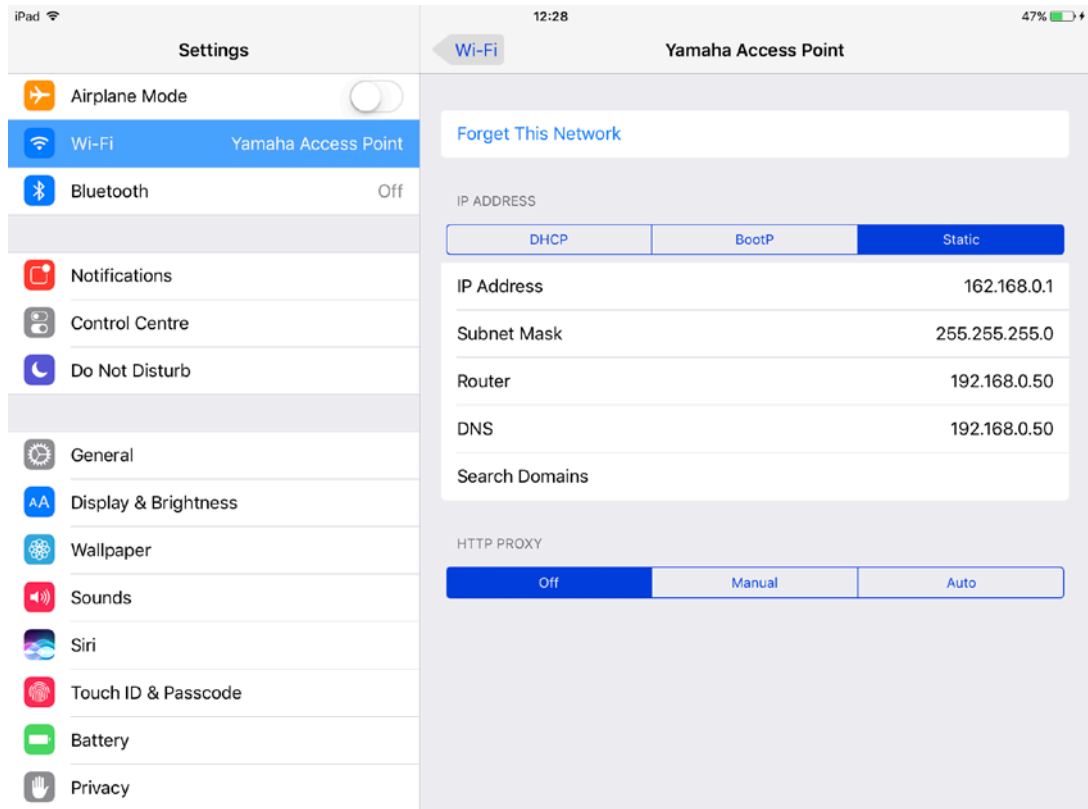 iPad 12:28 47%
Settings
Airplane Mode
Wi-Fi Yamaha Access Point
Bluetooth Off
Notifications
Control Centre
Do Not Disturb
General
AA Display & Brightness
Wallpaper
Sounds
Siri
Touch ID & Passcode
Battery
Privacy
Wi-Fi Yamaha Access Point
Forget This Network
IP ADDRESS
DHCP BootP Static
IP Address 162.168.0.1
Subnet Mask 255.255.255.0
Router 192.168.0.50
DNS 192.168.0.50
Search Domains
HTTP PROXY
Off Manual Auto